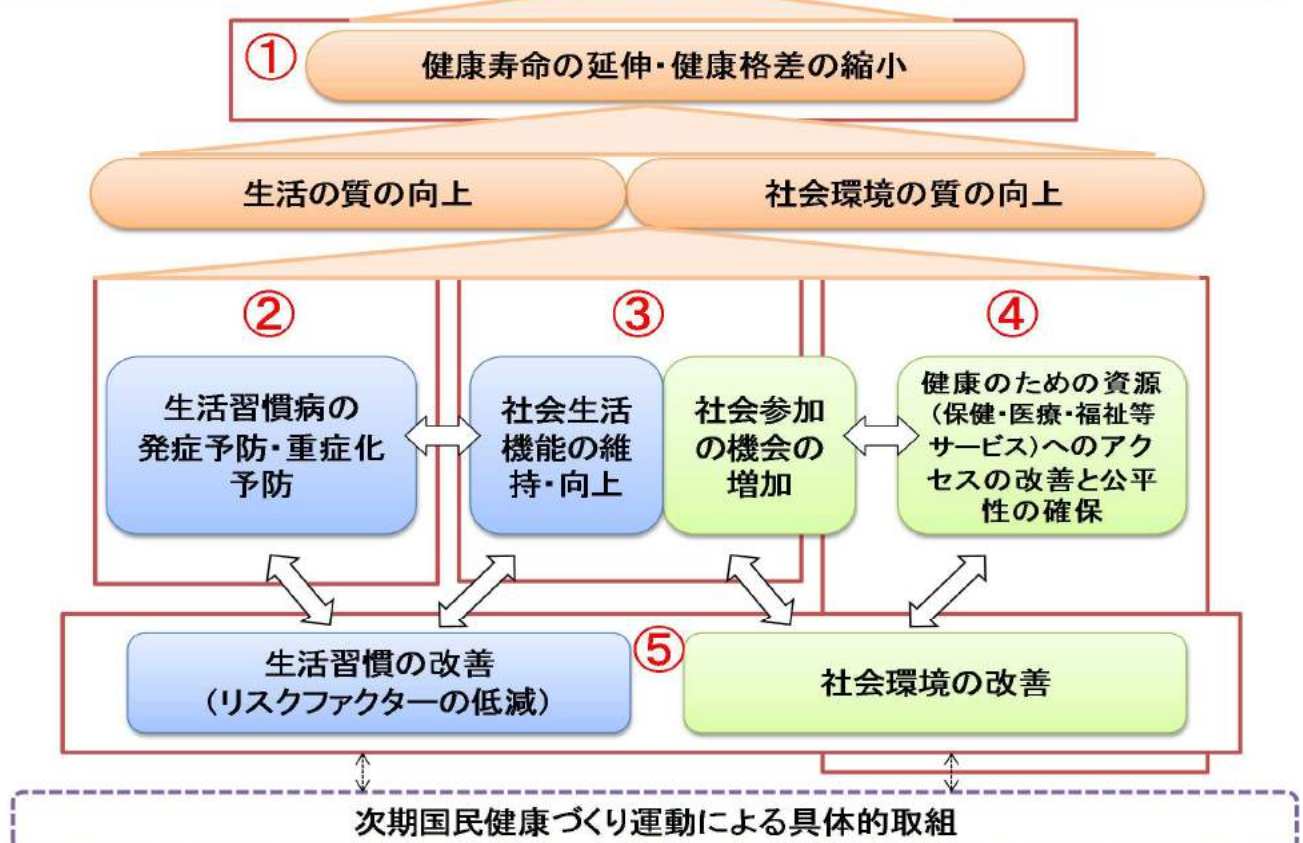 ①
健康寿命の延伸・健康格差の縮小
生活の質の向上
社会環境の質の向上
②
③
④
生活習慣病の
発症予防・重症化
予防
社会生活
機能の維
持・向上
社会参加
の機会の
増加
健康のための資源
（保健・医療・福祉等
サービス）へのアク
セスの改善と公平
性の確保
⑤
生活習慣の改善
（リスクファクターの低減）
社会環境の改善
次期国民健康づくり運動による具体的取組